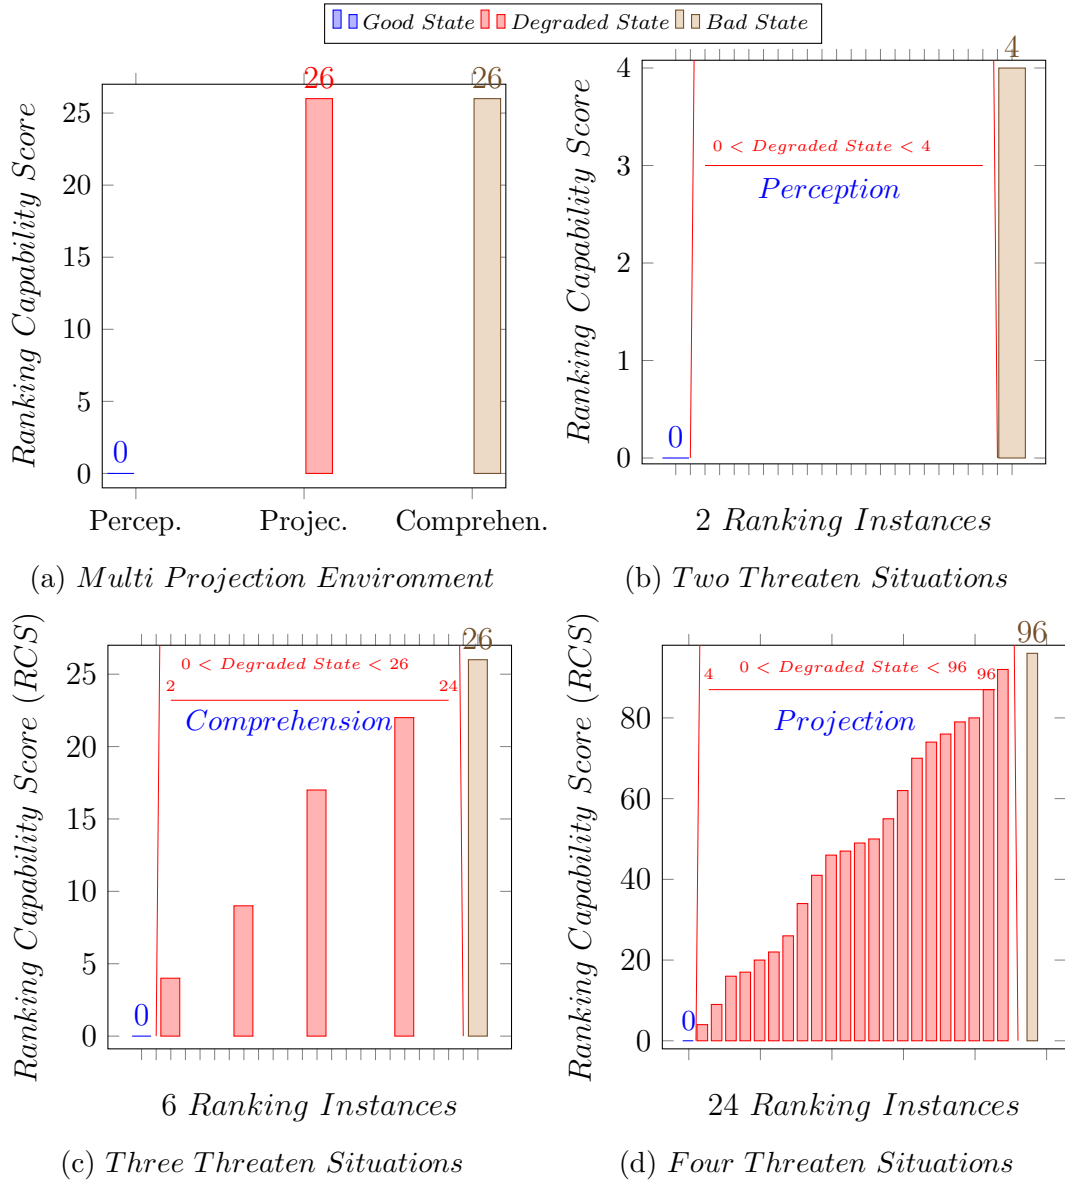 Good State Degraded State Bad State
Ranking Capability Score
25
20
15
10
5
0
0
26
26
Percep. Projec. Comprehen.
(a) Multi Projection Environment
Ranking Capability Score
4
3
2
1
0
0
4
0 < Degraded State < 4
Perception
2 Ranking Instances
(b) Two Threaten Situations
Ranking Capability Score (RCS)
25
20
15
10
5
0
0
26
0 < Degraded State < 26
2 24
Comprehension
6 Ranking Instances
(c) Three Threaten Situations
Ranking Capability Score (RCS)
80
60
40
20
0
0
96
0 < Degraded State < 96
4 96
Projection
24 Ranking Instances
(d) Four Threaten Situations